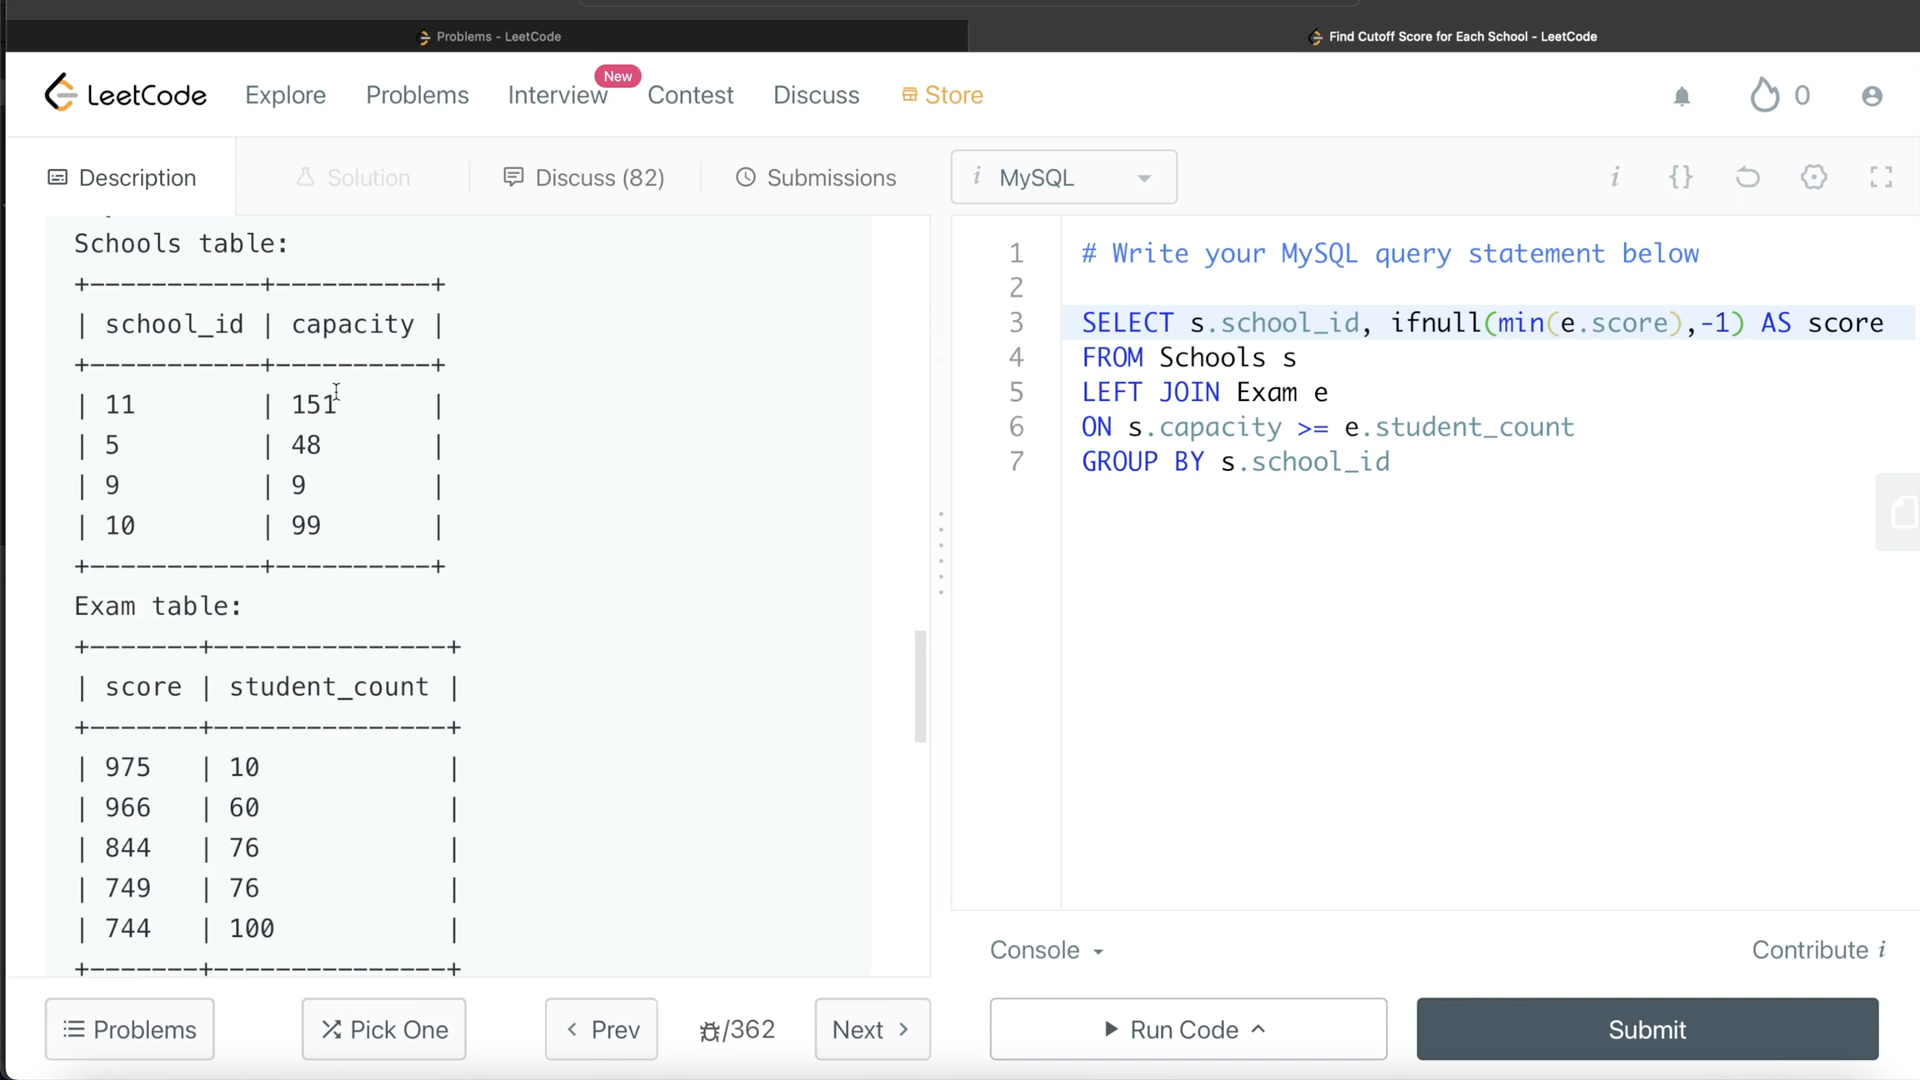 Problems - LeetCode
Find Cutoff Score for Each School - LeetCode
LeetCode
Explore
Problems
Interview
New
Contest
Discuss
Store
0
Description
Solution
Discuss (82)
Submissions
i MySQL
i {}
Schools table:
+-----------+----------+
| school_id | capacity |
+-----------+----------+
| 11        | 151      |
| 5         | 48       |
| 9         | 9        |
| 10        | 99       |
+-----------+----------+
Exam table:
+-------+---------------+
| score | student_count |
+-------+---------------+
| 975   | 10            |
| 966   | 60            |
| 844   | 76            |
| 749   | 76            |
| 744   | 100           |
+-------+---------------+
1 # Write your MySQL query statement below
2
3 SELECT s.school_id, ifnull(min(e.score),-1) AS score
4 FROM Schools s
5 LEFT JOIN Exam e
6 ON s.capacity >= e.student_count
7 GROUP BY s.school_id
Console
Contribute i
Problems
Pick One
Prev
/362
Next
Run Code
Submit